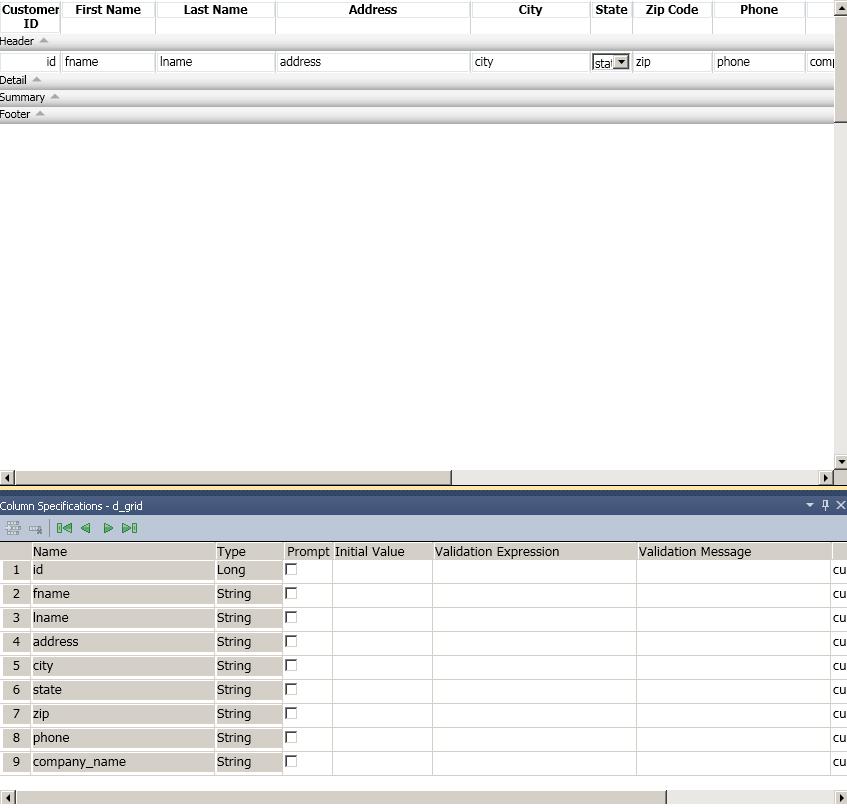 Customer ID First Name Last Name Address City State Zip Code Phone
Header
id fname lname address city zip phone
Detail
Summary
Footer
Column Specifications - d_grid
Name Type Prompt Initial Value Validation Expression Validation Message
1 id Long cu
2 fname String cu
3 lname String cu
4 address String cu
5 city String cu
6 state String cu
7 zip String cu
8 phone String cu
9 company_name String cu